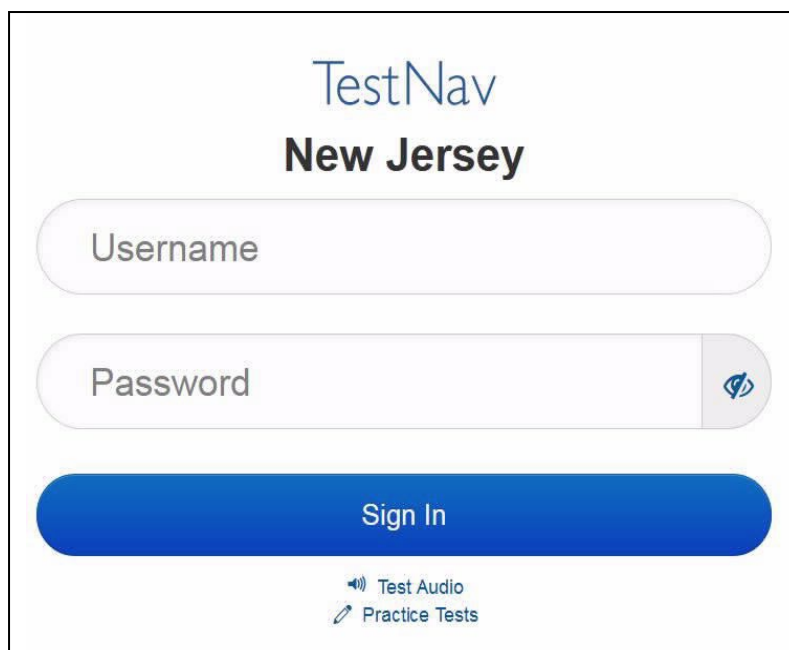 TestNav
New Jersey
Username
Password
Sign In
Test Audio
Practice Tests